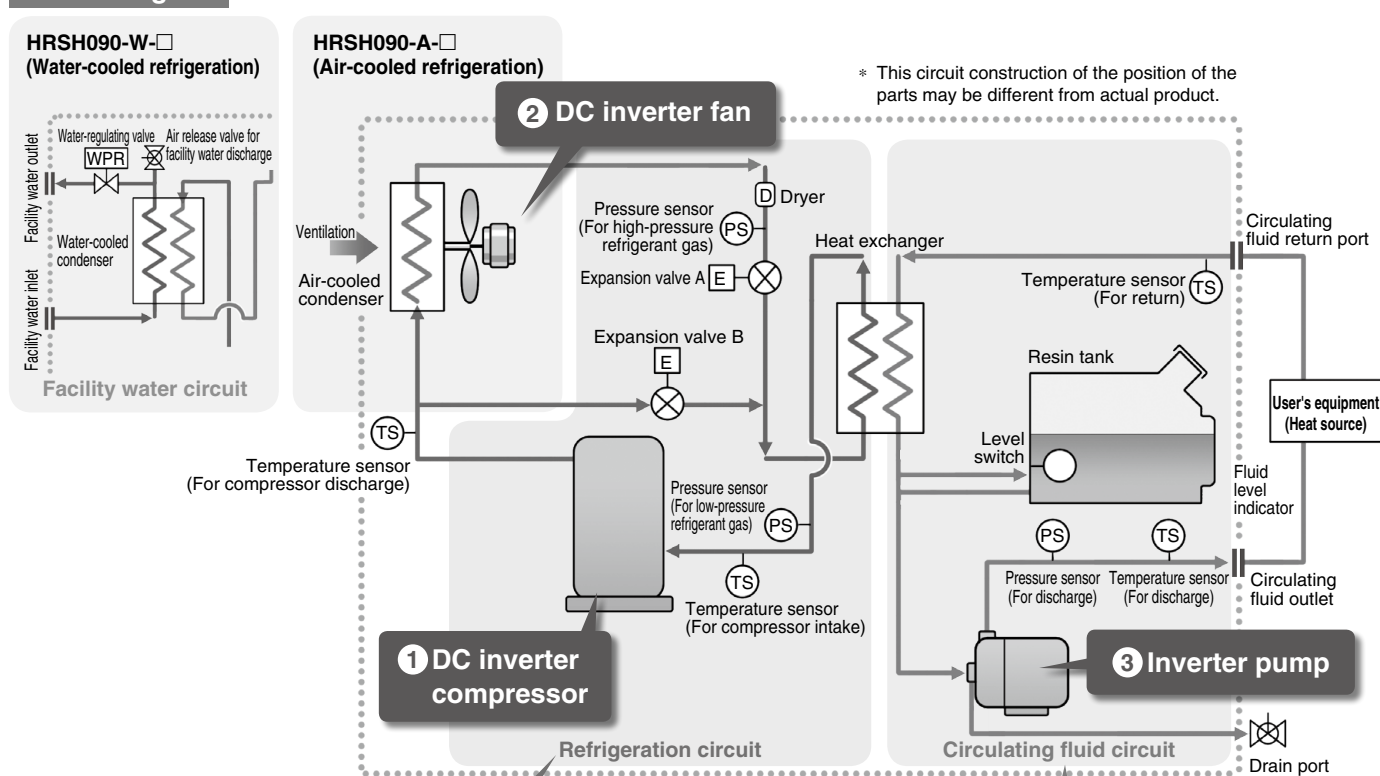 HRSH090-W-□
(Water-cooled refrigeration)
HRSH090-A-□
(Air-cooled refrigeration)
* This circuit construction of the position of the
parts may be different from actual product.
2 DC inverter fan
Water-regulating valve
Air release valve for
facility water discharge
WPR
Facility water outlet
Water-cooled
condenser
Facility water inlet
Facility water circuit
Ventilation
Air-cooled
condenser
D
Dryer
Pressure sensor
(For high-pressure
refrigerant gas)
PS
Expansion valve A
E
Expansion valve B
E
Heat exchanger
Circulating
fluid return port
Temperature sensor
(For return)
TS
Resin tank
User's equipment
(Heat source)
Level
switch
Fluid
level
indicator
TS
Temperature sensor
(For compressor discharge)
Pressure sensor
(For low-pressure
refrigerant gas)
PS
TS
Temperature sensor
(For compressor intake)
PS
Pressure sensor
(For discharge)
TS
Temperature sensor
(For discharge)
Circulating
fluid outlet
1 DC inverter
compressor
3 Inverter pump
Refrigeration circuit
Circulating fluid circuit
Drain port